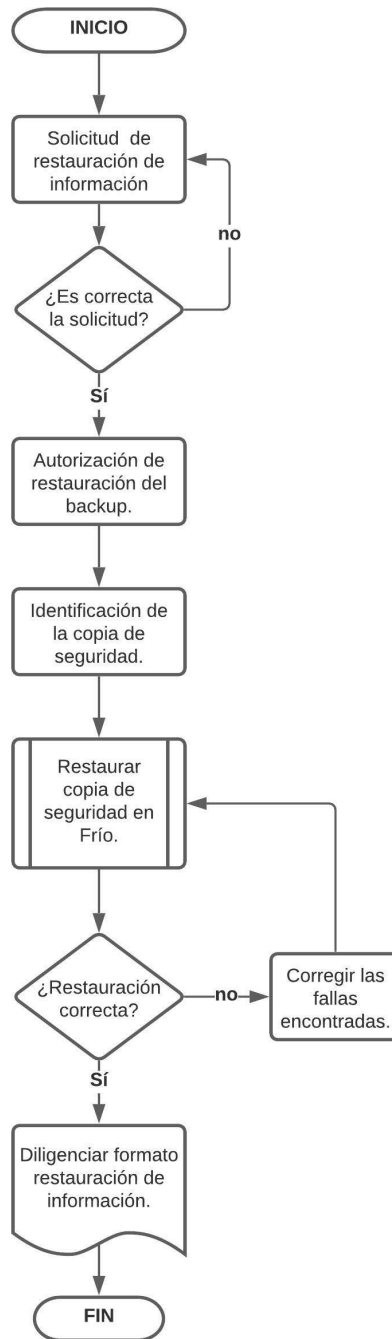 INICIO
Solicitud de
restauración de
información
no
¿Es correcta
la solicitud?
Sí
Autorización de
restauración del
backup.
Identificación de
la copia de
seguridad.
Restaurar
copia de
seguridad en
Frío.
¿Restauración
correcta?
no
Corregir las
fallas
encontradas.
Sí
Diligenciar formato
restauración de
información.
FIN